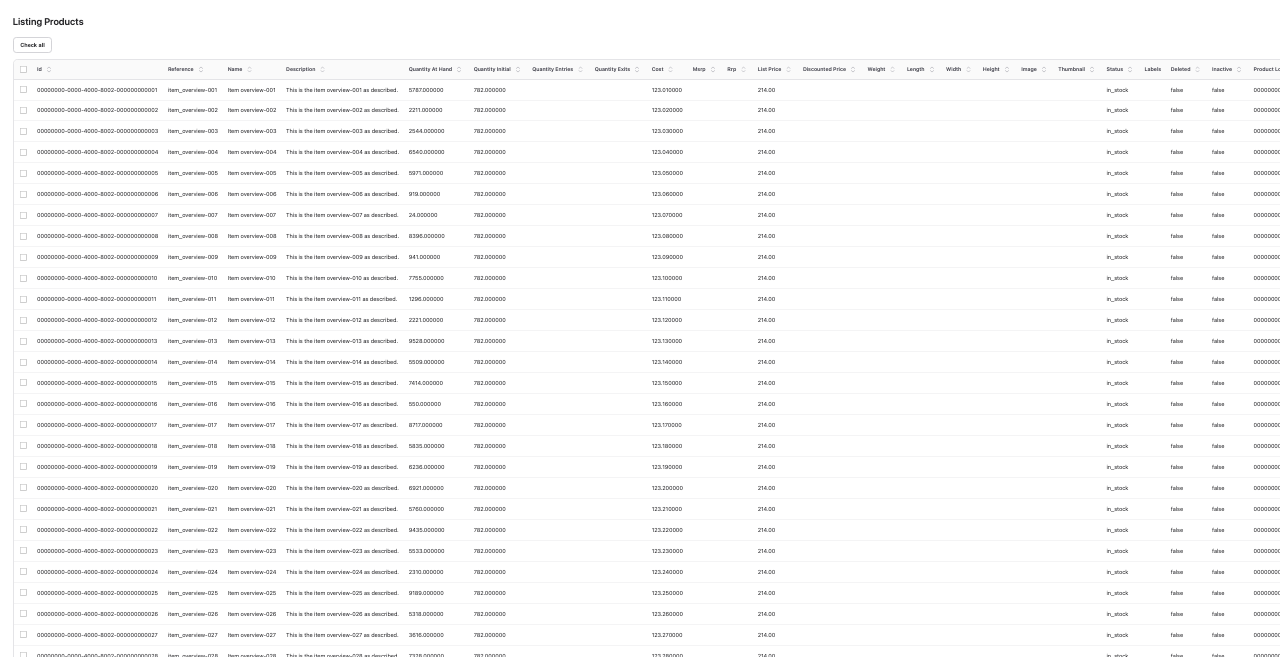 Listing Products
Check all
Id Reference Name Description Quantity At Hand Quantity Initial Quantity Entries Quantity Exits Cost Msrp Rrp List Price Discounted Price Weight Length Width Height Image Thumbnail Status Labels Deleted Inactive
00000000-0000-4000-8002-000000000001 item_overview-001 Item overview-001 This is the item overview-001 as described. 5787.000000 782.000000 123.010000 214.00 in_stock false false
00000000-0000-4000-8002-000000000002 item_overview-002 Item overview-002 This is the item overview-002 as described. 2211.000000 782.000000 123.020000 214.00 in_stock false false
00000000-0000-4000-8002-000000000003 item_overview-003 Item overview-003 This is the item overview-003 as described. 2544.000000 782.000000 123.030000 214.00 in_stock false false
00000000-0000-4000-8002-000000000004 item_overview-004 Item overview-004 This is the item overview-004 as described. 6540.000000 782.000000 123.040000 214.00 in_stock false false
00000000-0000-4000-8002-000000000005 item_overview-005 Item overview-005 This is the item overview-005 as described. 5971.000000 782.000000 123.050000 214.00 in_stock false false
00000000-0000-4000-8002-000000000006 item_overview-006 Item overview-006 This is the item overview-006 as described. 919.000000 782.000000 123.060000 214.00 in_stock false false
00000000-0000-4000-8002-000000000007 item_overview-007 Item overview-007 This is the item overview-007 as described. 24.000000 782.000000 123.070000 214.00 in_stock false false
00000000-0000-4000-8002-000000000008 item_overview-008 Item overview-008 This is the item overview-008 as described. 8396.000000 782.000000 123.080000 214.00 in_stock false false
00000000-0000-4000-8002-000000000009 item_overview-009 Item overview-009 This is the item overview-009 as described. 941.000000 782.000000 123.090000 214.00 in_stock false false
00000000-0000-4000-8002-000000000010 item_overview-010 Item overview-010 This is the item overview-010 as described. 7755.000000 782.000000 123.100000 214.00 in_stock false false
00000000-0000-4000-8002-000000000011 item_overview-011 Item overview-011 This is the item overview-011 as described. 1296.000000 782.000000 123.110000 214.00 in_stock false false
00000000-0000-4000-8002-000000000012 item_overview-012 Item overview-012 This is the item overview-012 as described. 2221.000000 782.000000 123.120000 214.00 in_stock false false
00000000-0000-4000-8002-000000000013 item_overview-013 Item overview-013 This is the item overview-013 as described. 9528.000000 782.000000 123.130000 214.00 in_stock false false
00000000-0000-4000-8002-000000000014 item_overview-014 Item overview-014 This is the item overview-014 as described. 5509.000000 782.000000 123.140000 214.00 in_stock false false
00000000-0000-4000-8002-000000000015 item_overview-015 Item overview-015 This is the item overview-015 as described. 7414.000000 782.000000 123.150000 214.00 in_stock false false
00000000-0000-4000-8002-000000000016 item_overview-016 Item overview-016 This is the item overview-016 as described. 550.000000 782.000000 123.160000 214.00 in_stock false false
00000000-0000-4000-8002-000000000017 item_overview-017 Item overview-017 This is the item overview-017 as described. 8717.000000 782.000000 123.170000 214.00 in_stock false false
00000000-0000-4000-8002-000000000018 item_overview-018 Item overview-018 This is the item overview-018 as described. 5835.000000 782.000000 123.180000 214.00 in_stock false false
00000000-0000-4000-8002-000000000019 item_overview-019 Item overview-019 This is the item overview-019 as described. 6236.000000 782.000000 123.190000 214.00 in_stock false false
00000000-0000-4000-8002-000000000020 item_overview-020 Item overview-020 This is the item overview-020 as described. 6921.000000 782.000000 123.200000 214.00 in_stock false false
00000000-0000-4000-8002-000000000021 item_overview-021 Item overview-021 This is the item overview-021 as described. 5760.000000 782.000000 123.210000 214.00 in_stock false false
00000000-0000-4000-8002-000000000022 item_overview-022 Item overview-022 This is the item overview-022 as described. 9435.000000 782.000000 123.220000 214.00 in_stock false false
00000000-0000-4000-8002-000000000023 item_overview-023 Item overview-023 This is the item overview-023 as described. 5533.000000 782.000000 123.230000 214.00 in_stock false false
00000000-0000-4000-8002-000000000024 item_overview-024 Item overview-024 This is the item overview-024 as described. 2310.000000 782.000000 123.240000 214.00 in_stock false false
00000000-0000-4000-8002-000000000025 item_overview-025 Item overview-025 This is the item overview-025 as described. 9189.000000 782.000000 123.250000 214.00 in_stock false false
00000000-0000-4000-8002-000000000026 item_overview-026 Item overview-026 This is the item overview-026 as described. 5318.000000 782.000000 123.260000 214.00 in_stock false false
00000000-0000-4000-8002-000000000027 item_overview-027 Item overview-027 This is the item overview-027 as described. 3616.000000 782.000000 123.270000 214.00 in_stock false false